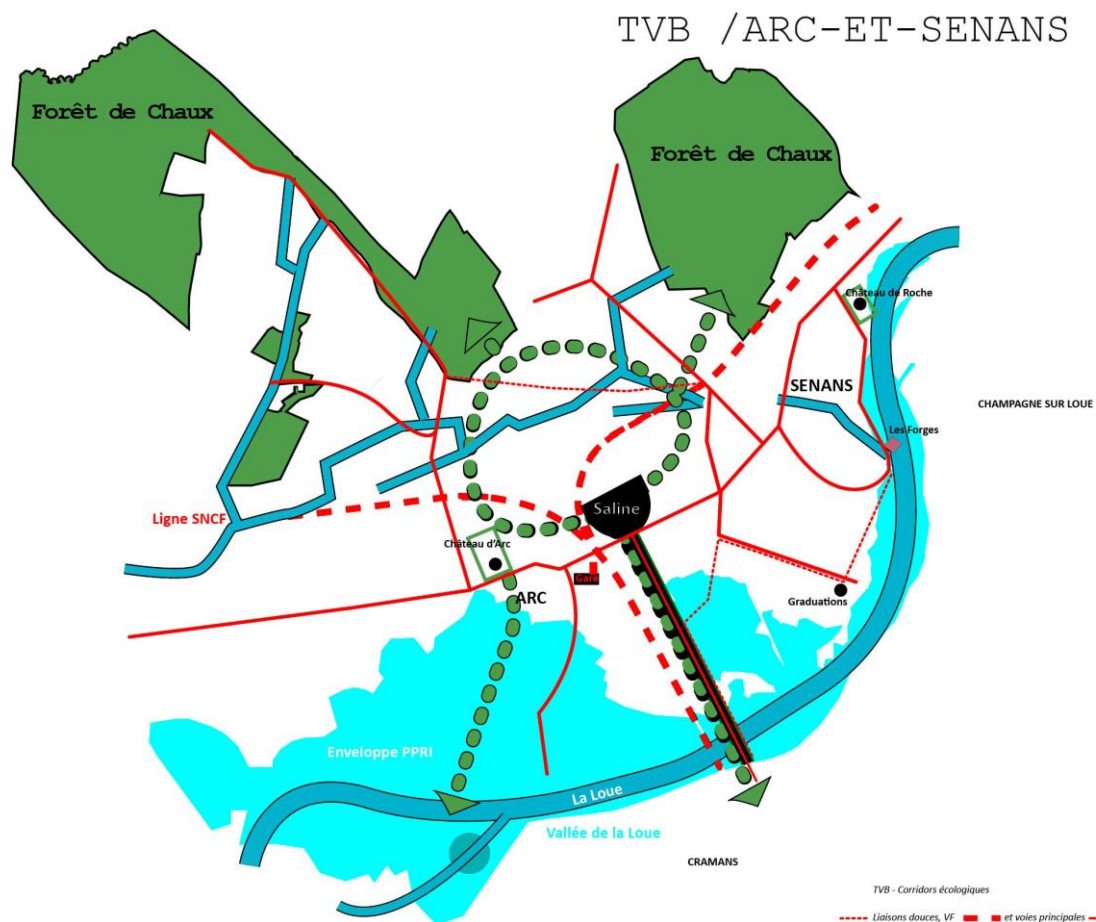 TVB /ARC-ET-SENANS
Forêt de Chaux
Forêt de Chaux
Château de Roche
SENANS
CHAMPAGNE SUR LOUE
Les Forges
Ligne SNCF
Saline
Château d'Arc
Gare
ARC
Graduations
Enveloppe PPRI
La Loue
Vallée de la Loue
CRAMANS
TVB - Corridors écologiques
Liaisons douces, VF
et voies principales